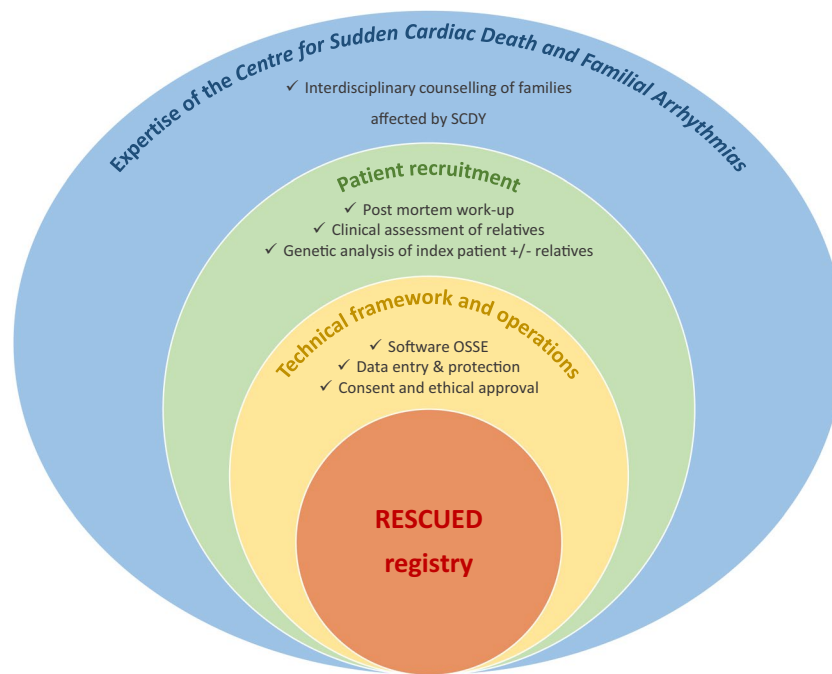 Expertise of the Centre for Sudden Cardiac Death and Familial Arrhythmias
✓ Interdisciplinary counselling of families
affected by SCDY
Patient recruitment
✓ Post mortem work-up
✓ Clinical assessment of relatives
✓ Genetic analysis of index patient +/- relatives
Technical framework and operations
✓ Software OSSE
✓ Data entry & protection
✓ Consent and ethical approval
RESCUED
registry